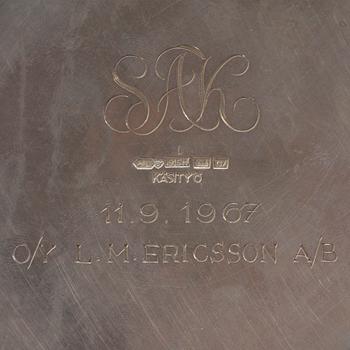 SAK
KÄSITYÖ
11.9.1967
O/Y L.M. ERICSSON A/B